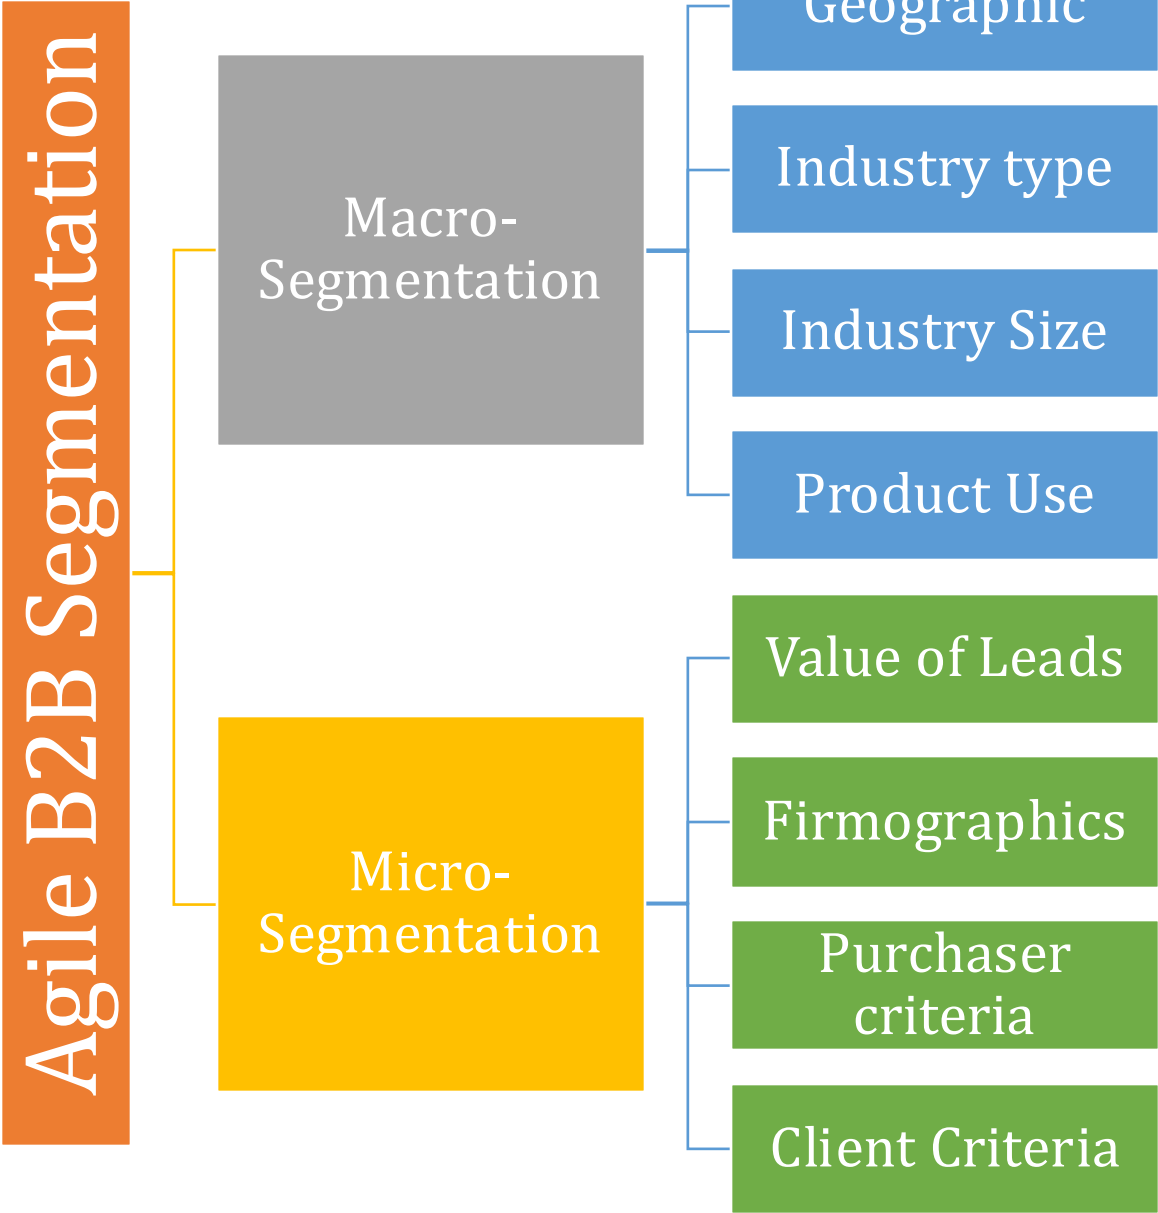 Agile B2B Segmentation
Macro-
Segmentation
Geographic
Industry type
Industry Size
Product Use
Micro-
Segmentation
Value of Leads
Firmographics
Purchaser
criteria
Client Criteria